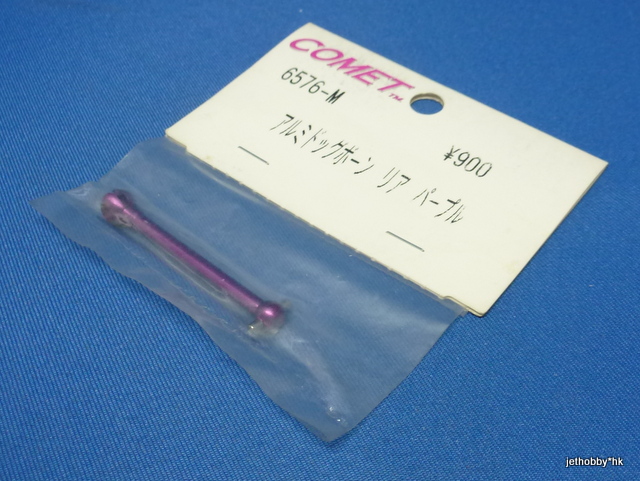 COMET™
6576-M
¥900
アルミドッグボーン リア パープル
jethobby*hk